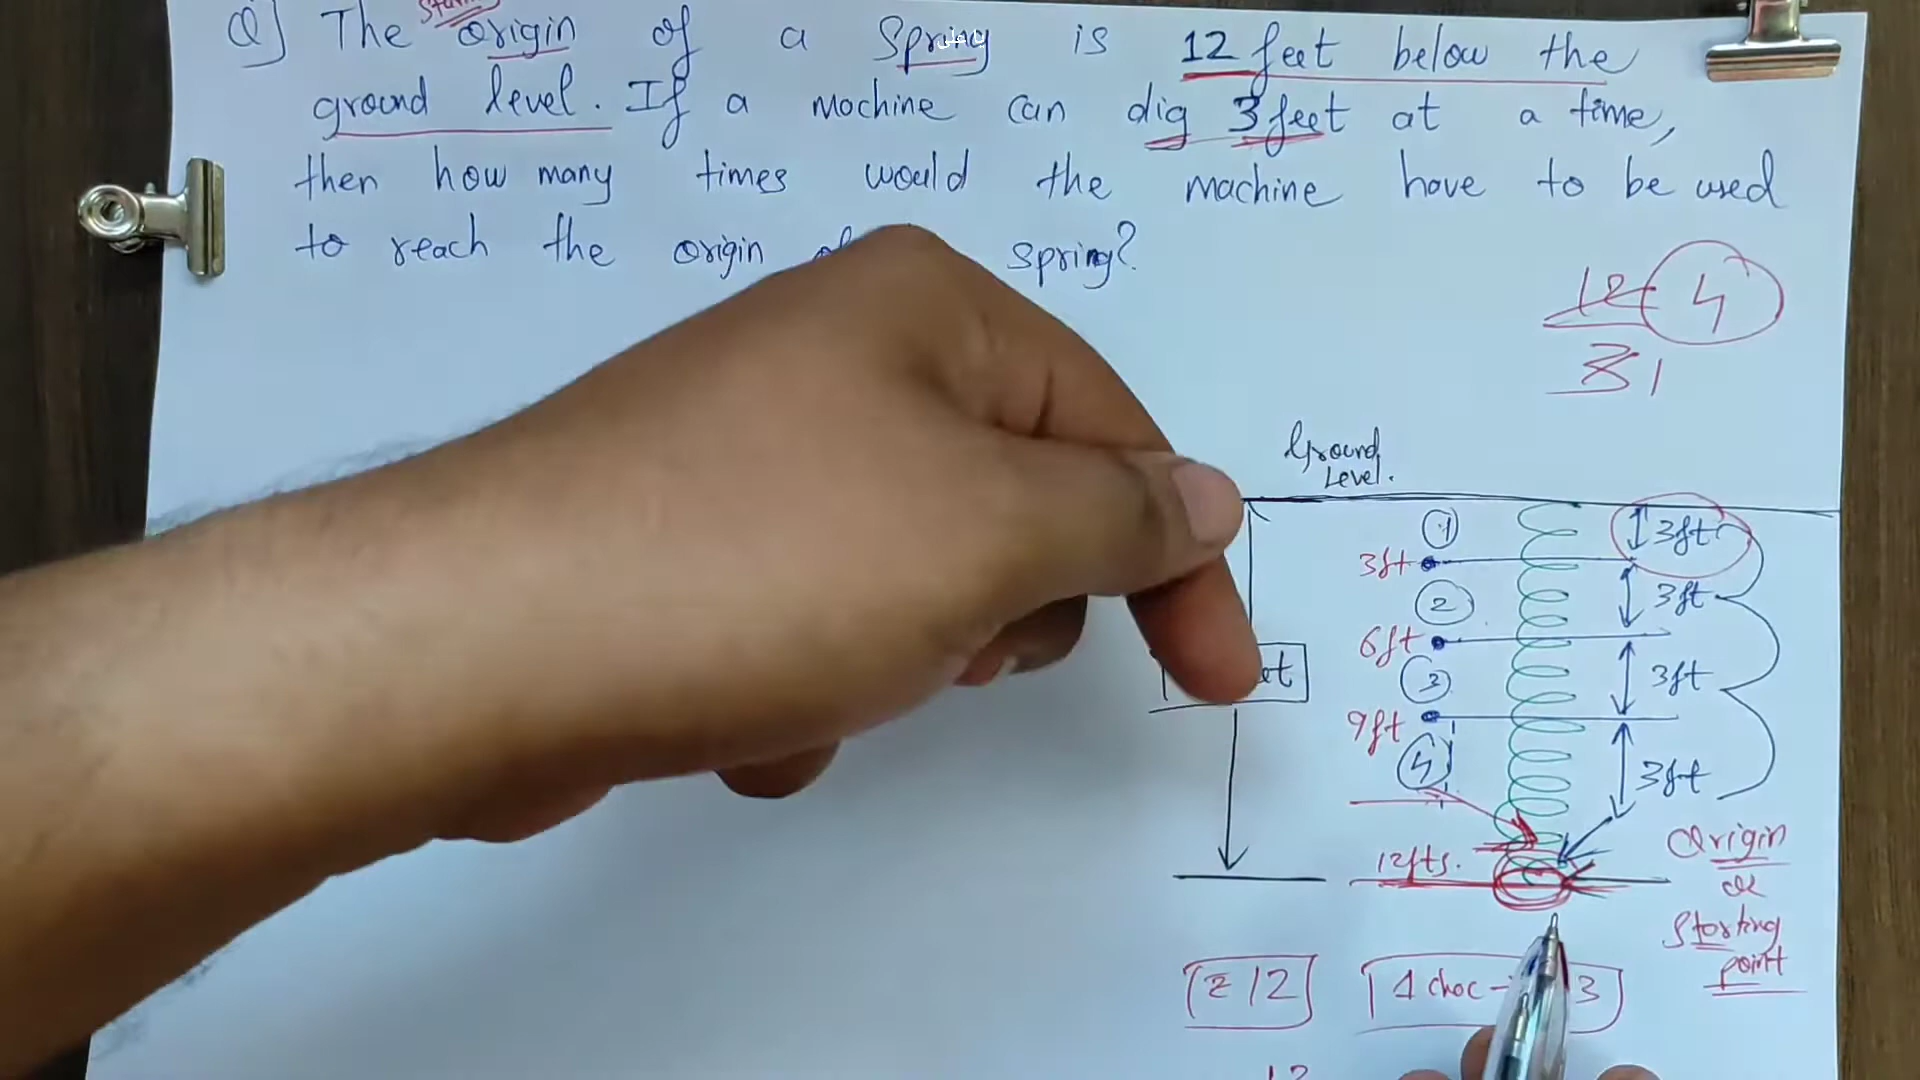 Q] The origin of a spring is 12 feet below the
ground level. If a machine can dig 3 feet at a time,
then how many times would the machine have to be used
to reach the origin spring?
12 4
3 1
Ground
Level.
1
3ft
3ft
2
3ft
6ft
3
3ft
9ft
4
3ft
12fts.
Origin
or
Starting
point
₹12
1 choc - 3
12